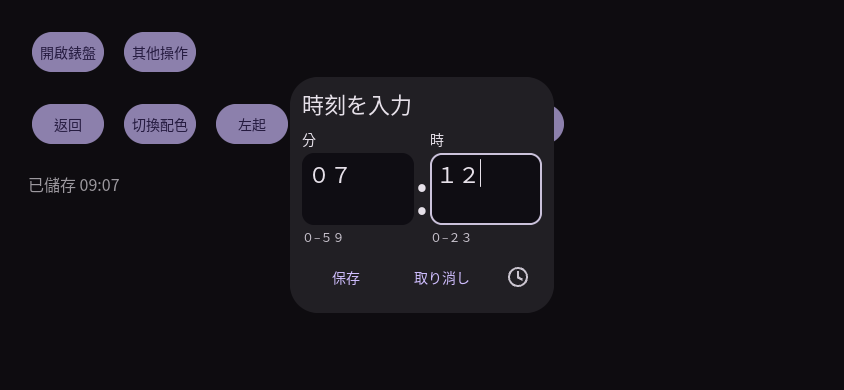 開啟錶盤 其他操作
返回 切換配色 左起
已儲存 09:07
時刻を入力
分 時
０７:１２
０–５９ ０–２３
保存 取り消し